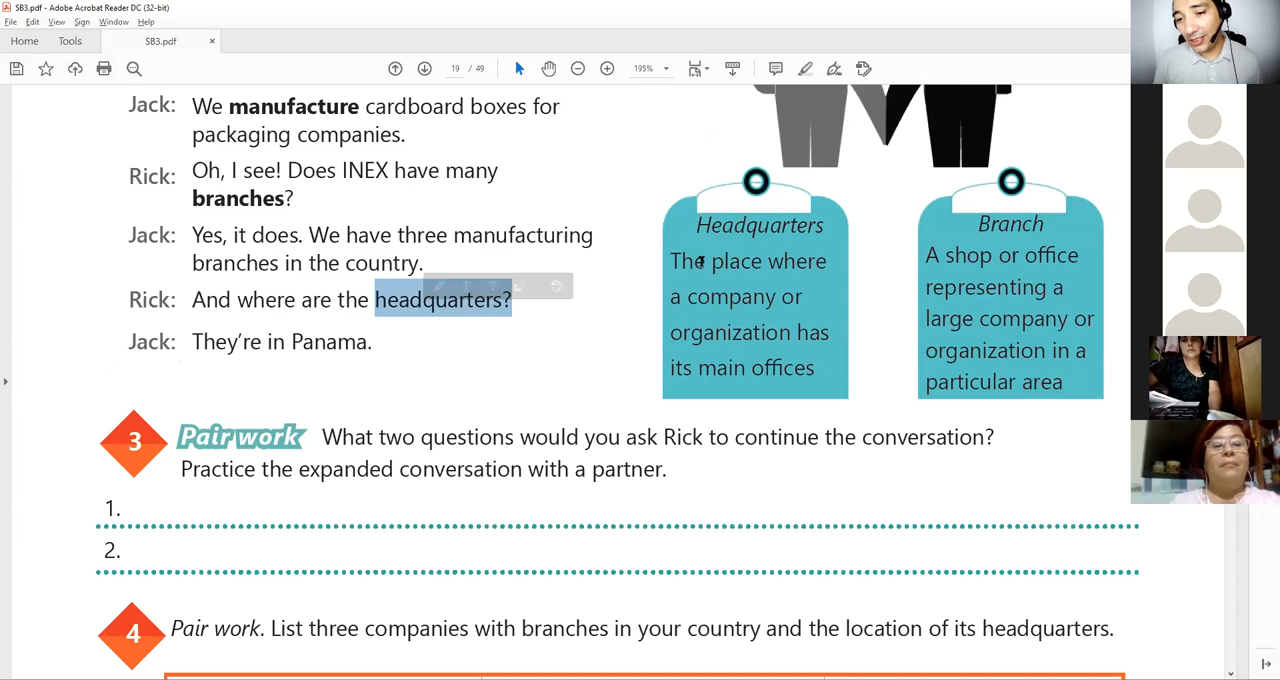 SB3.pdf - Adobe Acrobat Reader DC (32-bit)
File Edit View Sign Window Help
Home Tools SB3.pdf ×
19 / 49 195%
Jack: We manufacture cardboard boxes for
packaging companies.
Rick: Oh, I see! Does INEX have many
branches?
Jack: Yes, it does. We have three manufacturing
branches in the country.
Rick: And where are the headquarters?
Jack: They're in Panama.
Headquarters
The place where
a company or
organization has
its main offices
Branch
A shop or office
representing a
large company or
organization in a
particular area
3 Pair work What two questions would you ask Rick to continue the conversation?
Practice the expanded conversation with a partner.
1.
2.
4 Pair work. List three companies with branches in your country and the location of its headquarters.